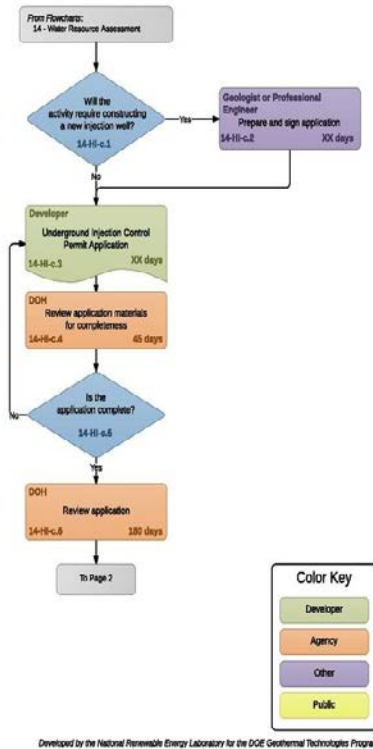 From Flowcharts:
14 - Water Resource Assessment
Will the
activity require constructing
a new injection well?
14-HI-c.1
Yes
Geologist or Professional
Engineer
Prepare and sign application
14-HI-c.2
XX days
No
Developer
Underground Injection Control
Permit Application
14-HI-c.3
XX days
DOH
Review application materials
for completeness
14-HI-c.4
45 days
Is the
application complete?
14-HI-c.5
No
Yes
DOH
Review application
14-HI-c.6
180 days
To Page 2
Color Key
Developer
Agency
Other
Public
Developed by the National Renewable Energy Laboratory for the DOE Geothermal Technologies Progra